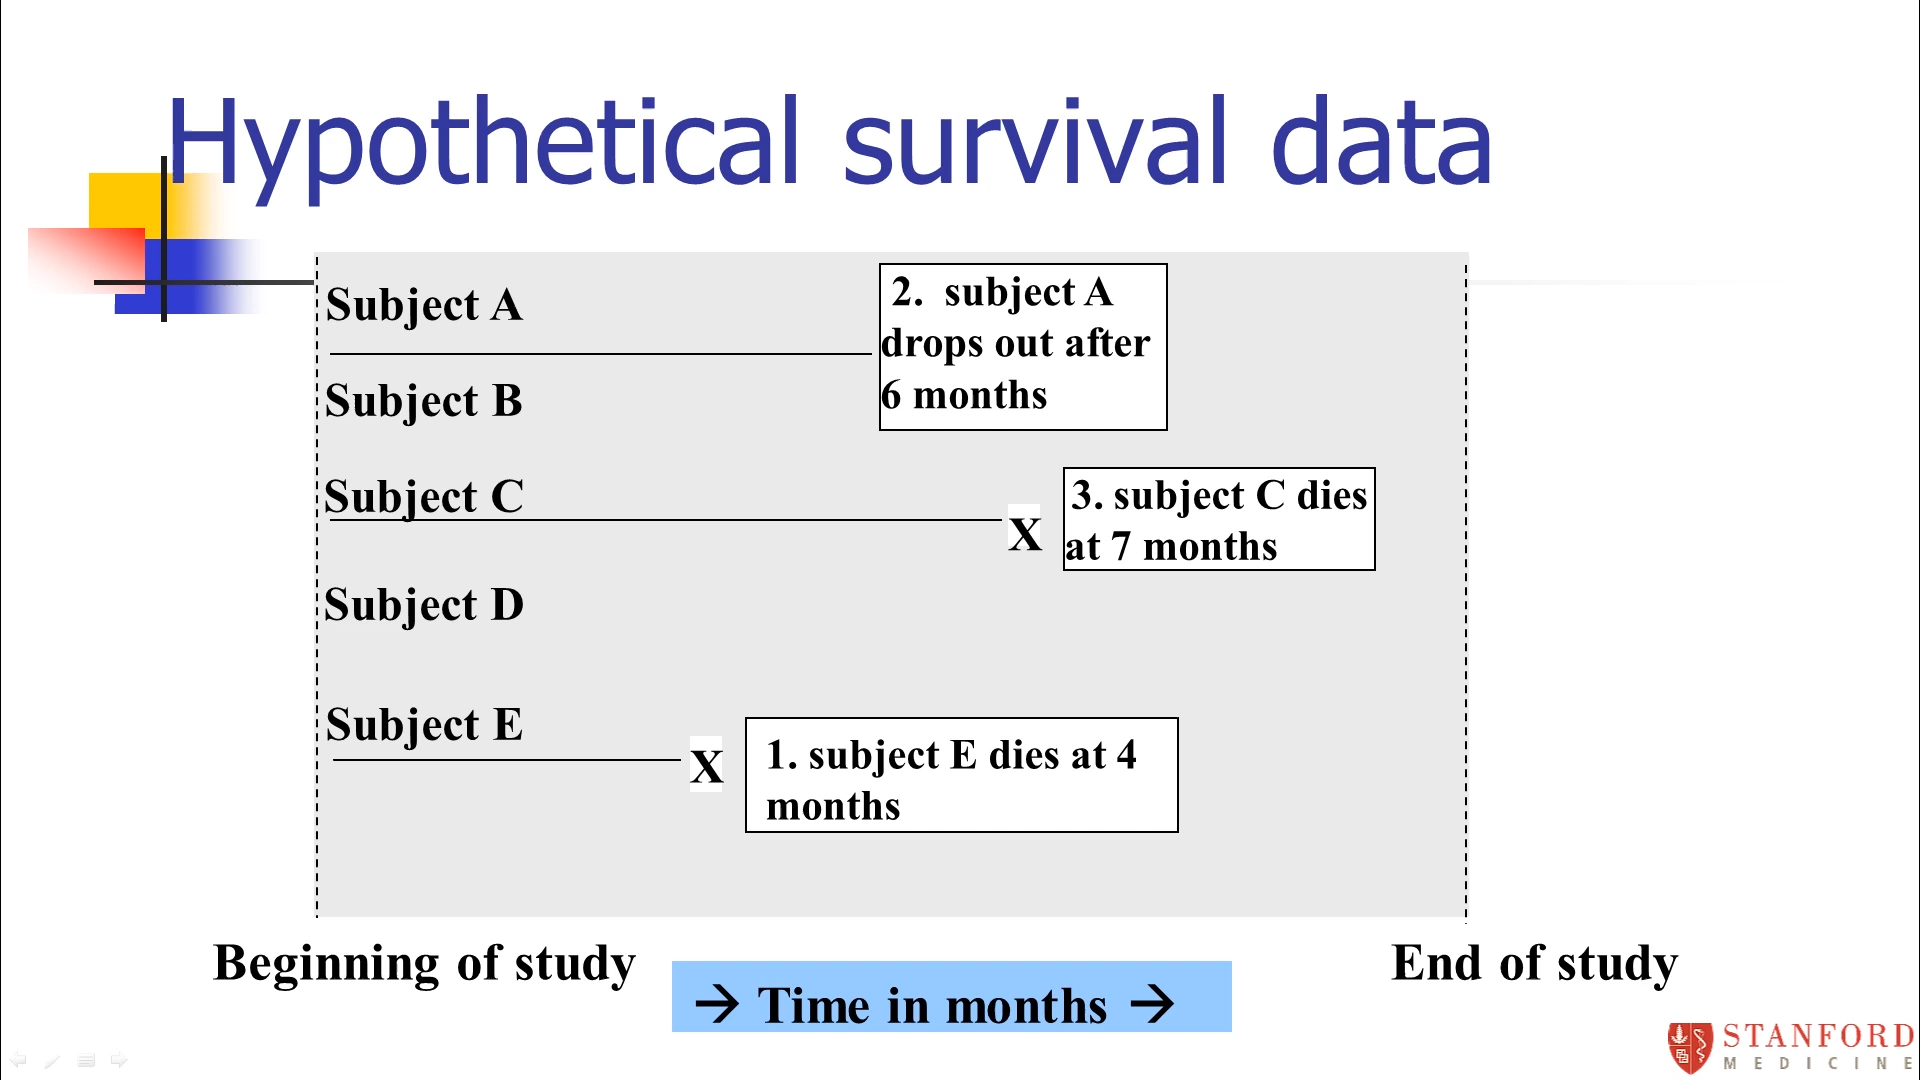 Hypothetical survival data
Subject A
2. subject A
drops out after
6 months
Subject B
Subject C
X
3. subject C dies
at 7 months
Subject D
Subject E
X
1. subject E dies at 4
months
Beginning of study
→ Time in months →
End of study
STANFORD
MEDICINE